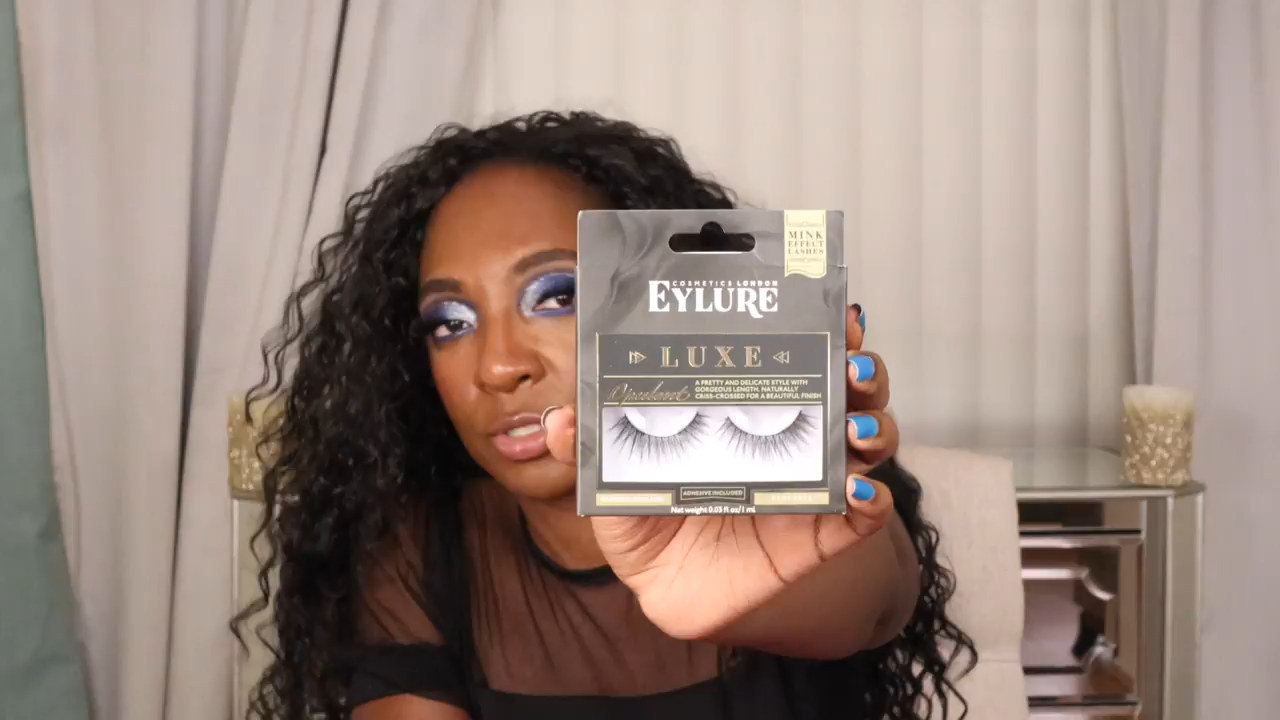 MINK
EFFECT
LASHES
COSMETICS LONDON
EYLURE
LUXE
Opulent
A PRETTY AND DELICATE STYLE WITH
GORGEOUS LENGTH. NATURALLY
CRISS-CROSSED FOR A BEAUTIFUL FINISH
ADHESIVE INCLUDED
Net weight 0.03 fl oz/1 ml